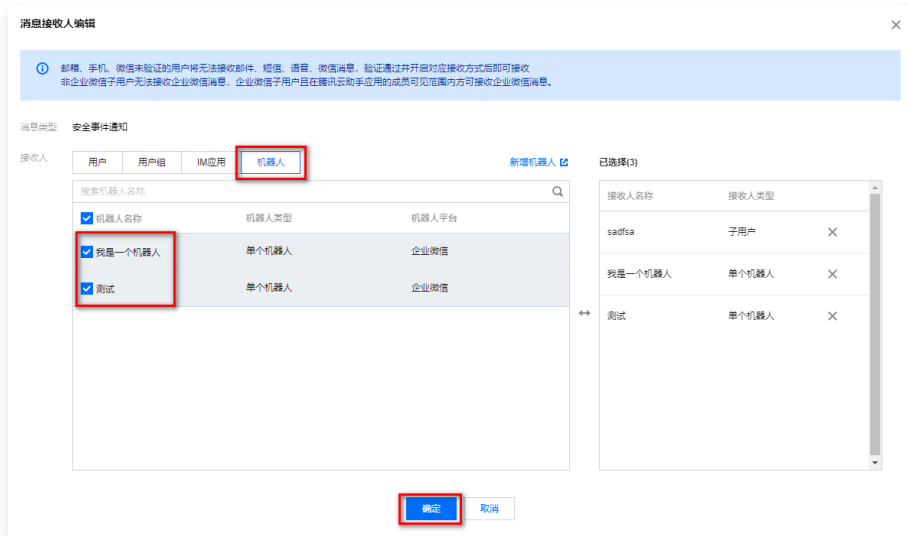 消息接收人编辑
邮箱、手机、微信未验证的用户将无法接收邮件、短信、语音、微信消息，验证通过并开启对应接收方式后即可接收
非企业微信子用户无法接收企业微信消息，企业微信子用户且在腾讯云助手应用的成员可见范围内方可接收企业微信消息。
消息类型 安全事件通知
接收人 用户 用户组 IM应用 机器人 新增机器人 已选择(3)
搜索机器人名称
接收人名称 接收人类型
机器人名称 机器人类型 机器人平台
sadfsa 子用户
我是一个机器人 单个机器人 企业微信
我是一个机器人 单个机器人
测试 单个机器人 企业微信
测试 单个机器人
确定 取消